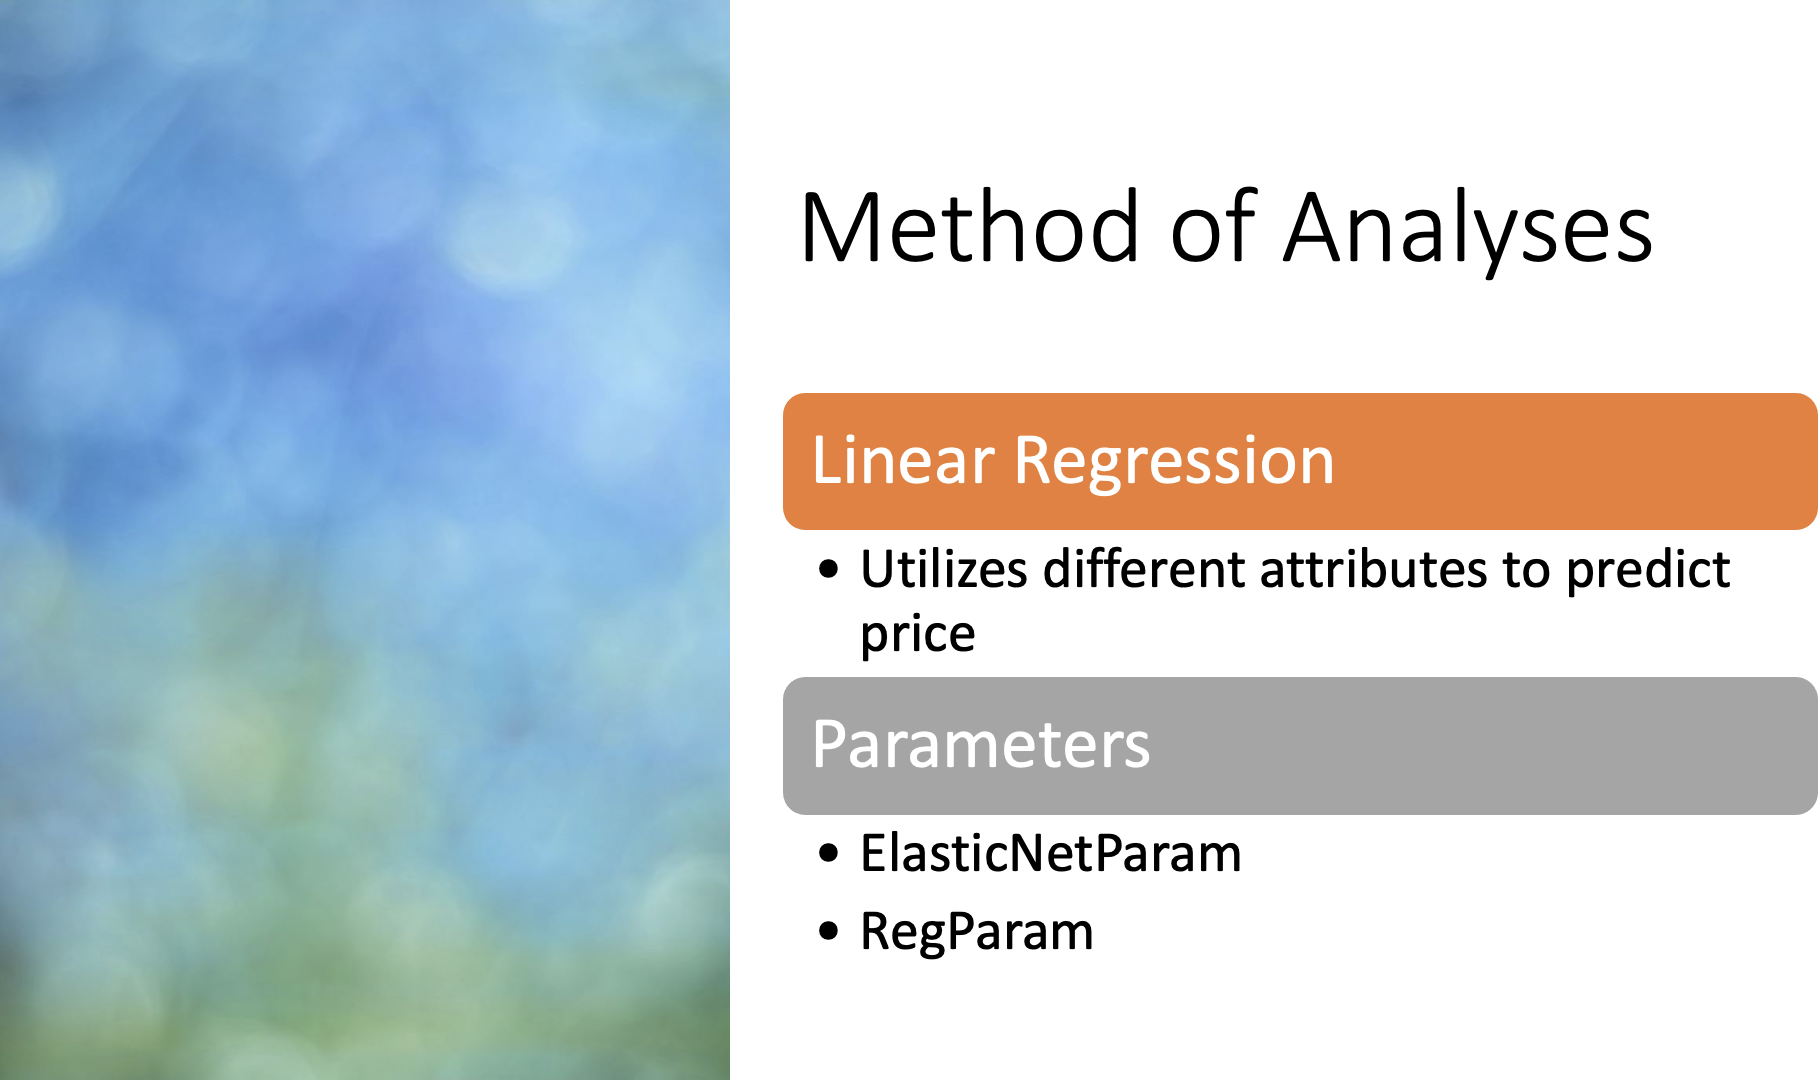 Method of Analyses
Linear Regression
• Utilizes different attributes to predict
price
Parameters
• ElasticNetParam
• RegParam